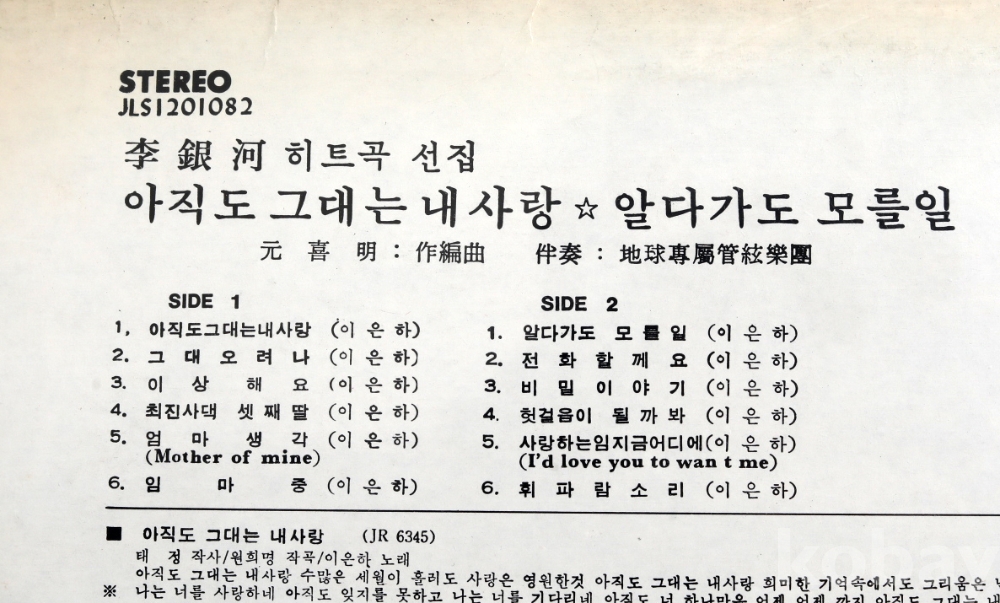 STEREO
JLS1201082
李 銀 河 히트곡 선집
아직도 그대는 내사랑 ☆ 알다가도 모를일
元 喜 明 : 作編曲 伴奏 : 地球專屬管絃樂團
SIDE 1
1. 아직도그대는내사랑 (이 은 하)
2. 그 대 오 려 나 (이 은 하)
3. 이 상 해 요 (이 은 하)
4. 최진사댁 셋 째 딸 (이 은 하)
5. 엄 마 생 각 (이 은 하)
(Mother of mine)
6. 임 마 중 (이 은 하)
SIDE 2
1. 알다가도 모 를 일 (이 은 하)
2. 전 화 할 께 요 (이 은 하)
3. 비 밀 이 야 기 (이 은 하)
4. 헛걸음이 될 까 봐 (이 은 하)
5. 사랑하는임지금어디에(이 은 하)
(I'd love you to wan t me)
6. 휘 파 람 소 리 (이 은 하)
■ 아직도 그대는 내사랑 (JR 6345)
태 정 작사/원희명 작곡/이은하 노래
아직도 그대는 내사랑 수많은 세월이 흘러도 사랑은 영원한것 아직도 그대는 내사랑 희미한 기억속에서도 그리움은
※ 나는 너를 사랑하네 아직도 잊지를 못하고 나는 너를 기다리네 아직도 너 하나만을 언제 언제 까지 아직도 그대는
kobay